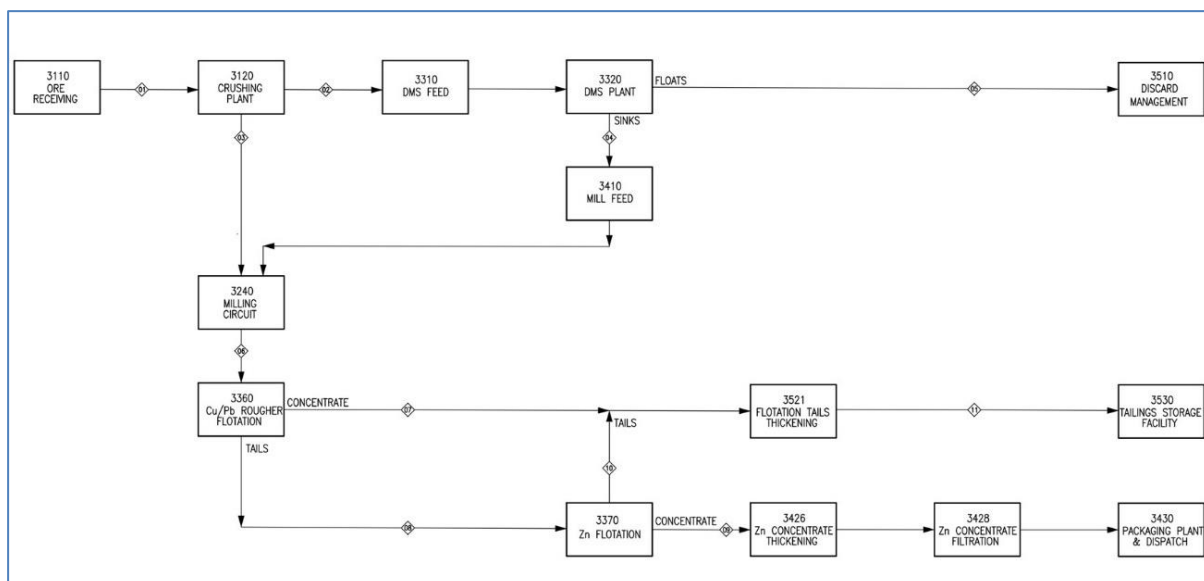 3110
ORE
RECEIVING
01
3120
CRUSHING
PLANT
02
3310
DMS FEED
3320
DMS PLANT
FLOATS
05
3510
DISCARD
MANAGEMENT
03
SINKS
04
3410
MILL FEED
3240
MILLING
CIRCUIT
06
3360
Cu/Pb ROUGHER
FLOTATION
CONCENTRATE
07
TAILS
3521
FLOTATION TAILS
THICKENING
11
3530
TAILINGS STORAGE
FACILITY
TAILS
10
08
3370
Zn FLOTATION
CONCENTRATE
09
3426
Zn CONCENTRATE
THICKENING
3428
Zn CONCENTRATE
FILTRATION
3430
PACKAGING PLANT
& DISPATCH